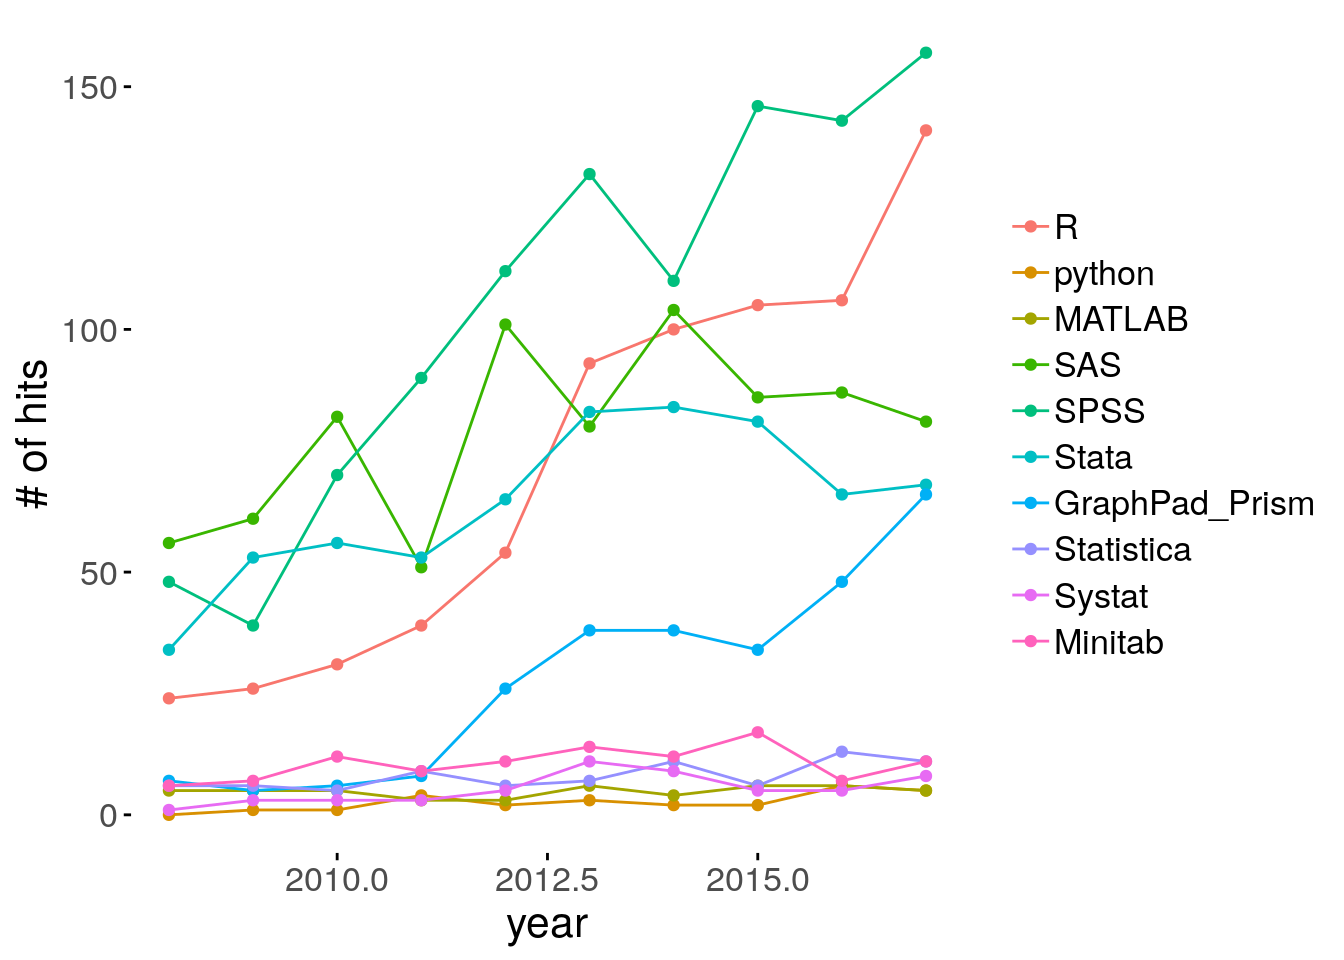 150
100
50
0
# of hits
2010.0
2012.5
2015.0
year
R
python
MATLAB
SAS
SPSS
Stata
GraphPad_Prism
Statistica
Systat
Minitab